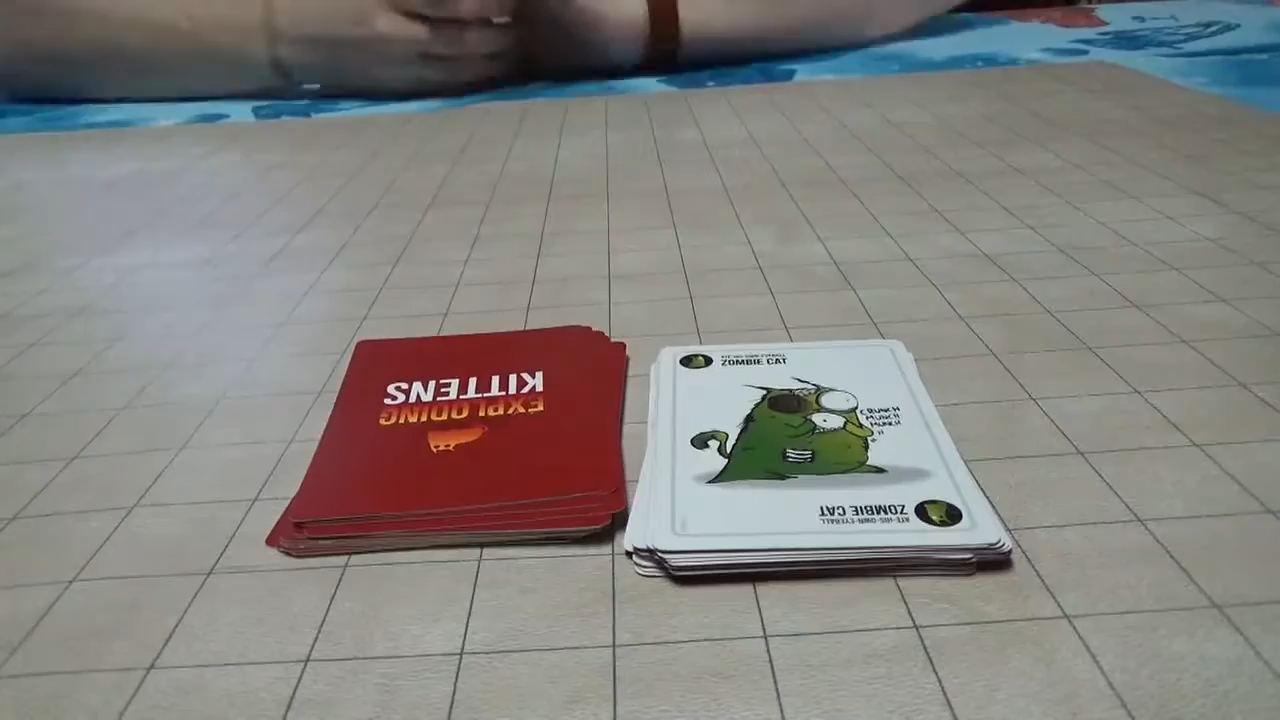 EXPLODING
KITTENS
ATE-HIS-OWN-EYEBALL
ZOMBIE CAT
CRUNCH
MUNCH
MUNCH
ZOMBIE CAT
ATE-HIS-OWN-EYEBALL